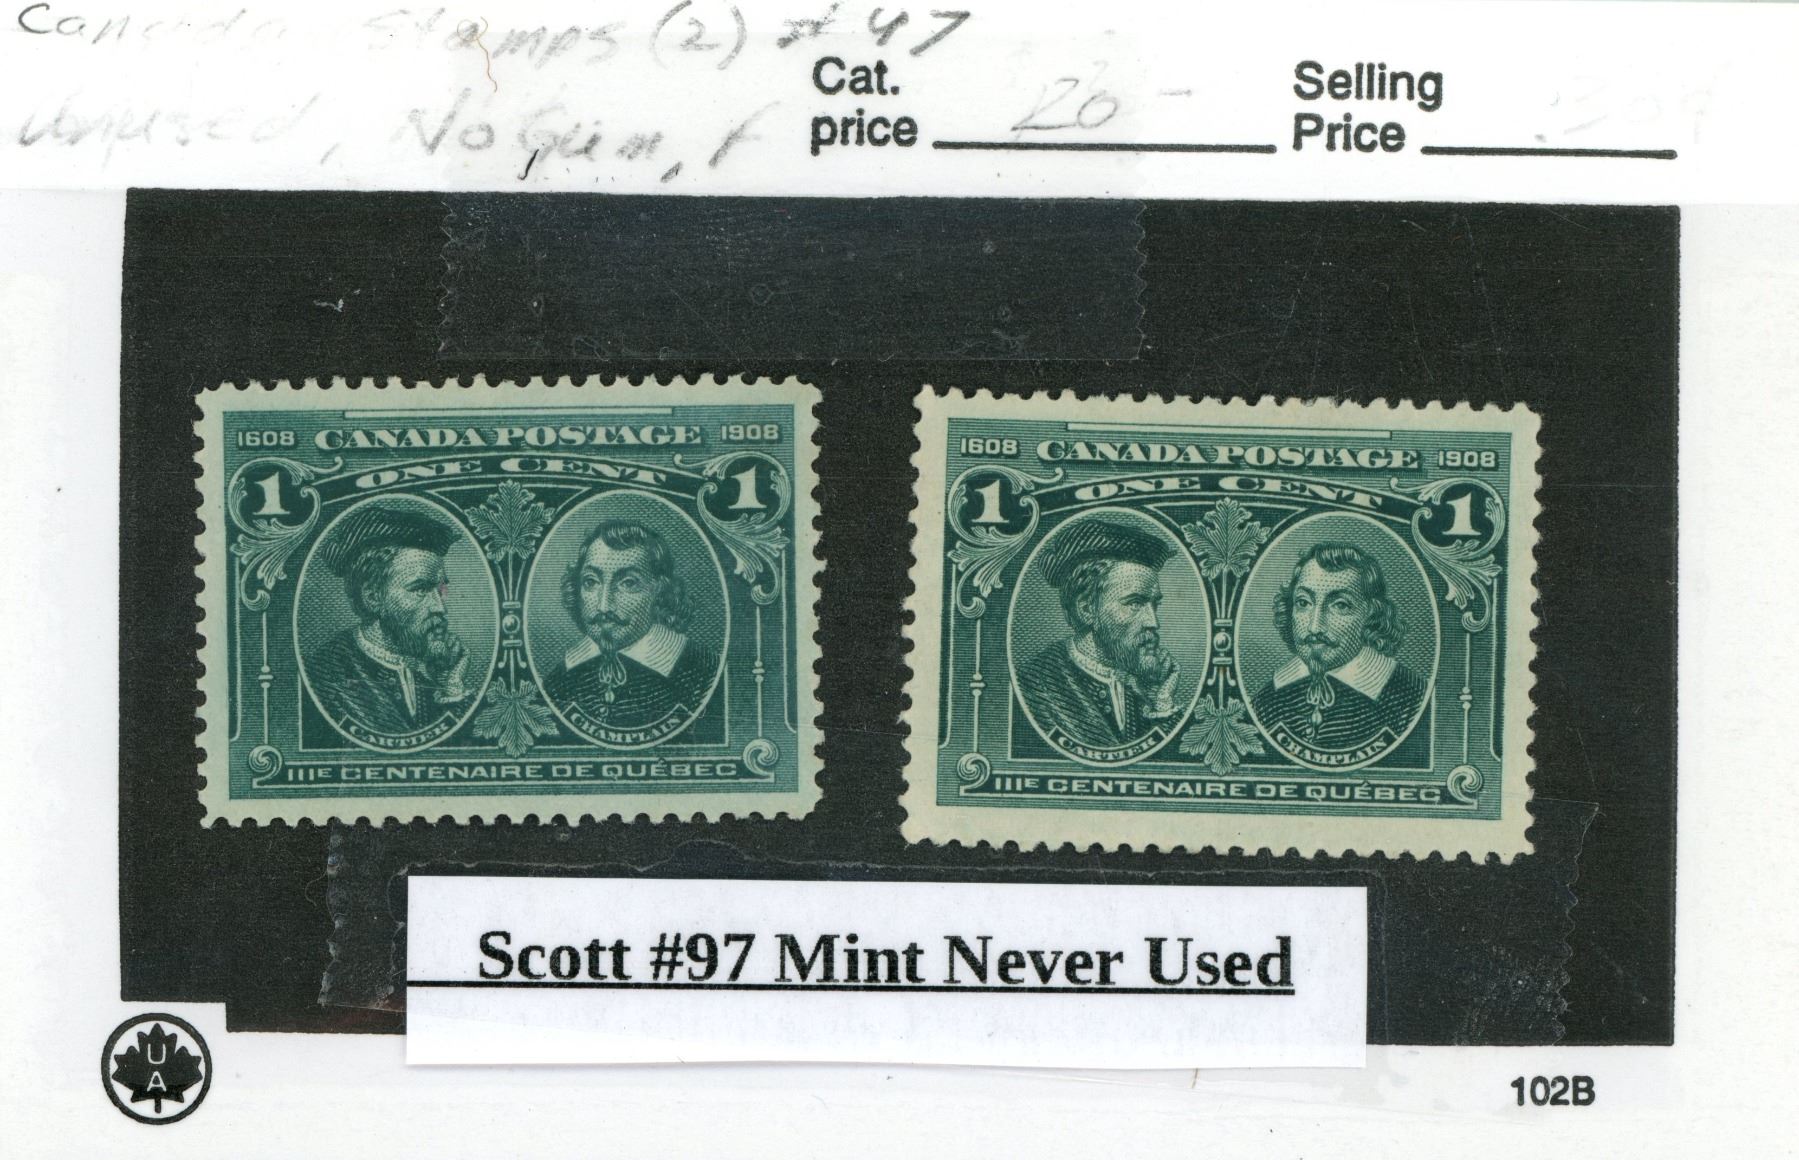 Canada Stamps (2) # 97
Unused, No Gum, F
Cat.
price 120 -
Selling
Price
1608 CANADA POSTAGE 1908
1 ONE CENT 1
CARTIER CHAMPLAIN
IIIE CENTENAIRE DE QUÉBEC
1608 CANADA POSTAGE 1908
1 ONE CENT 1
CARTIER CHAMPLAIN
IIIE CENTENAIRE DE QUÉBEC
Scott #97 Mint Never Used
UA
102B